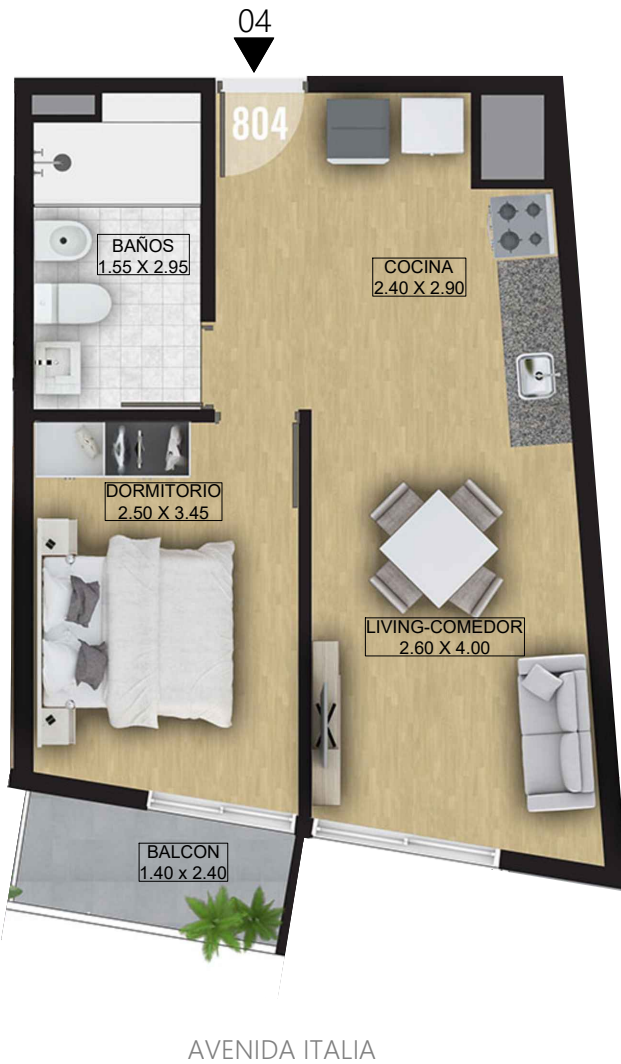 04
804
BAÑOS
1.55 X 2.95
COCINA
2.40 X 2.90
DORMITORIO
2.50 X 3.45
LIVING-COMEDOR
2.60 X 4.00
BALCON
1.40 x 2.40
AVENIDA ITALIA